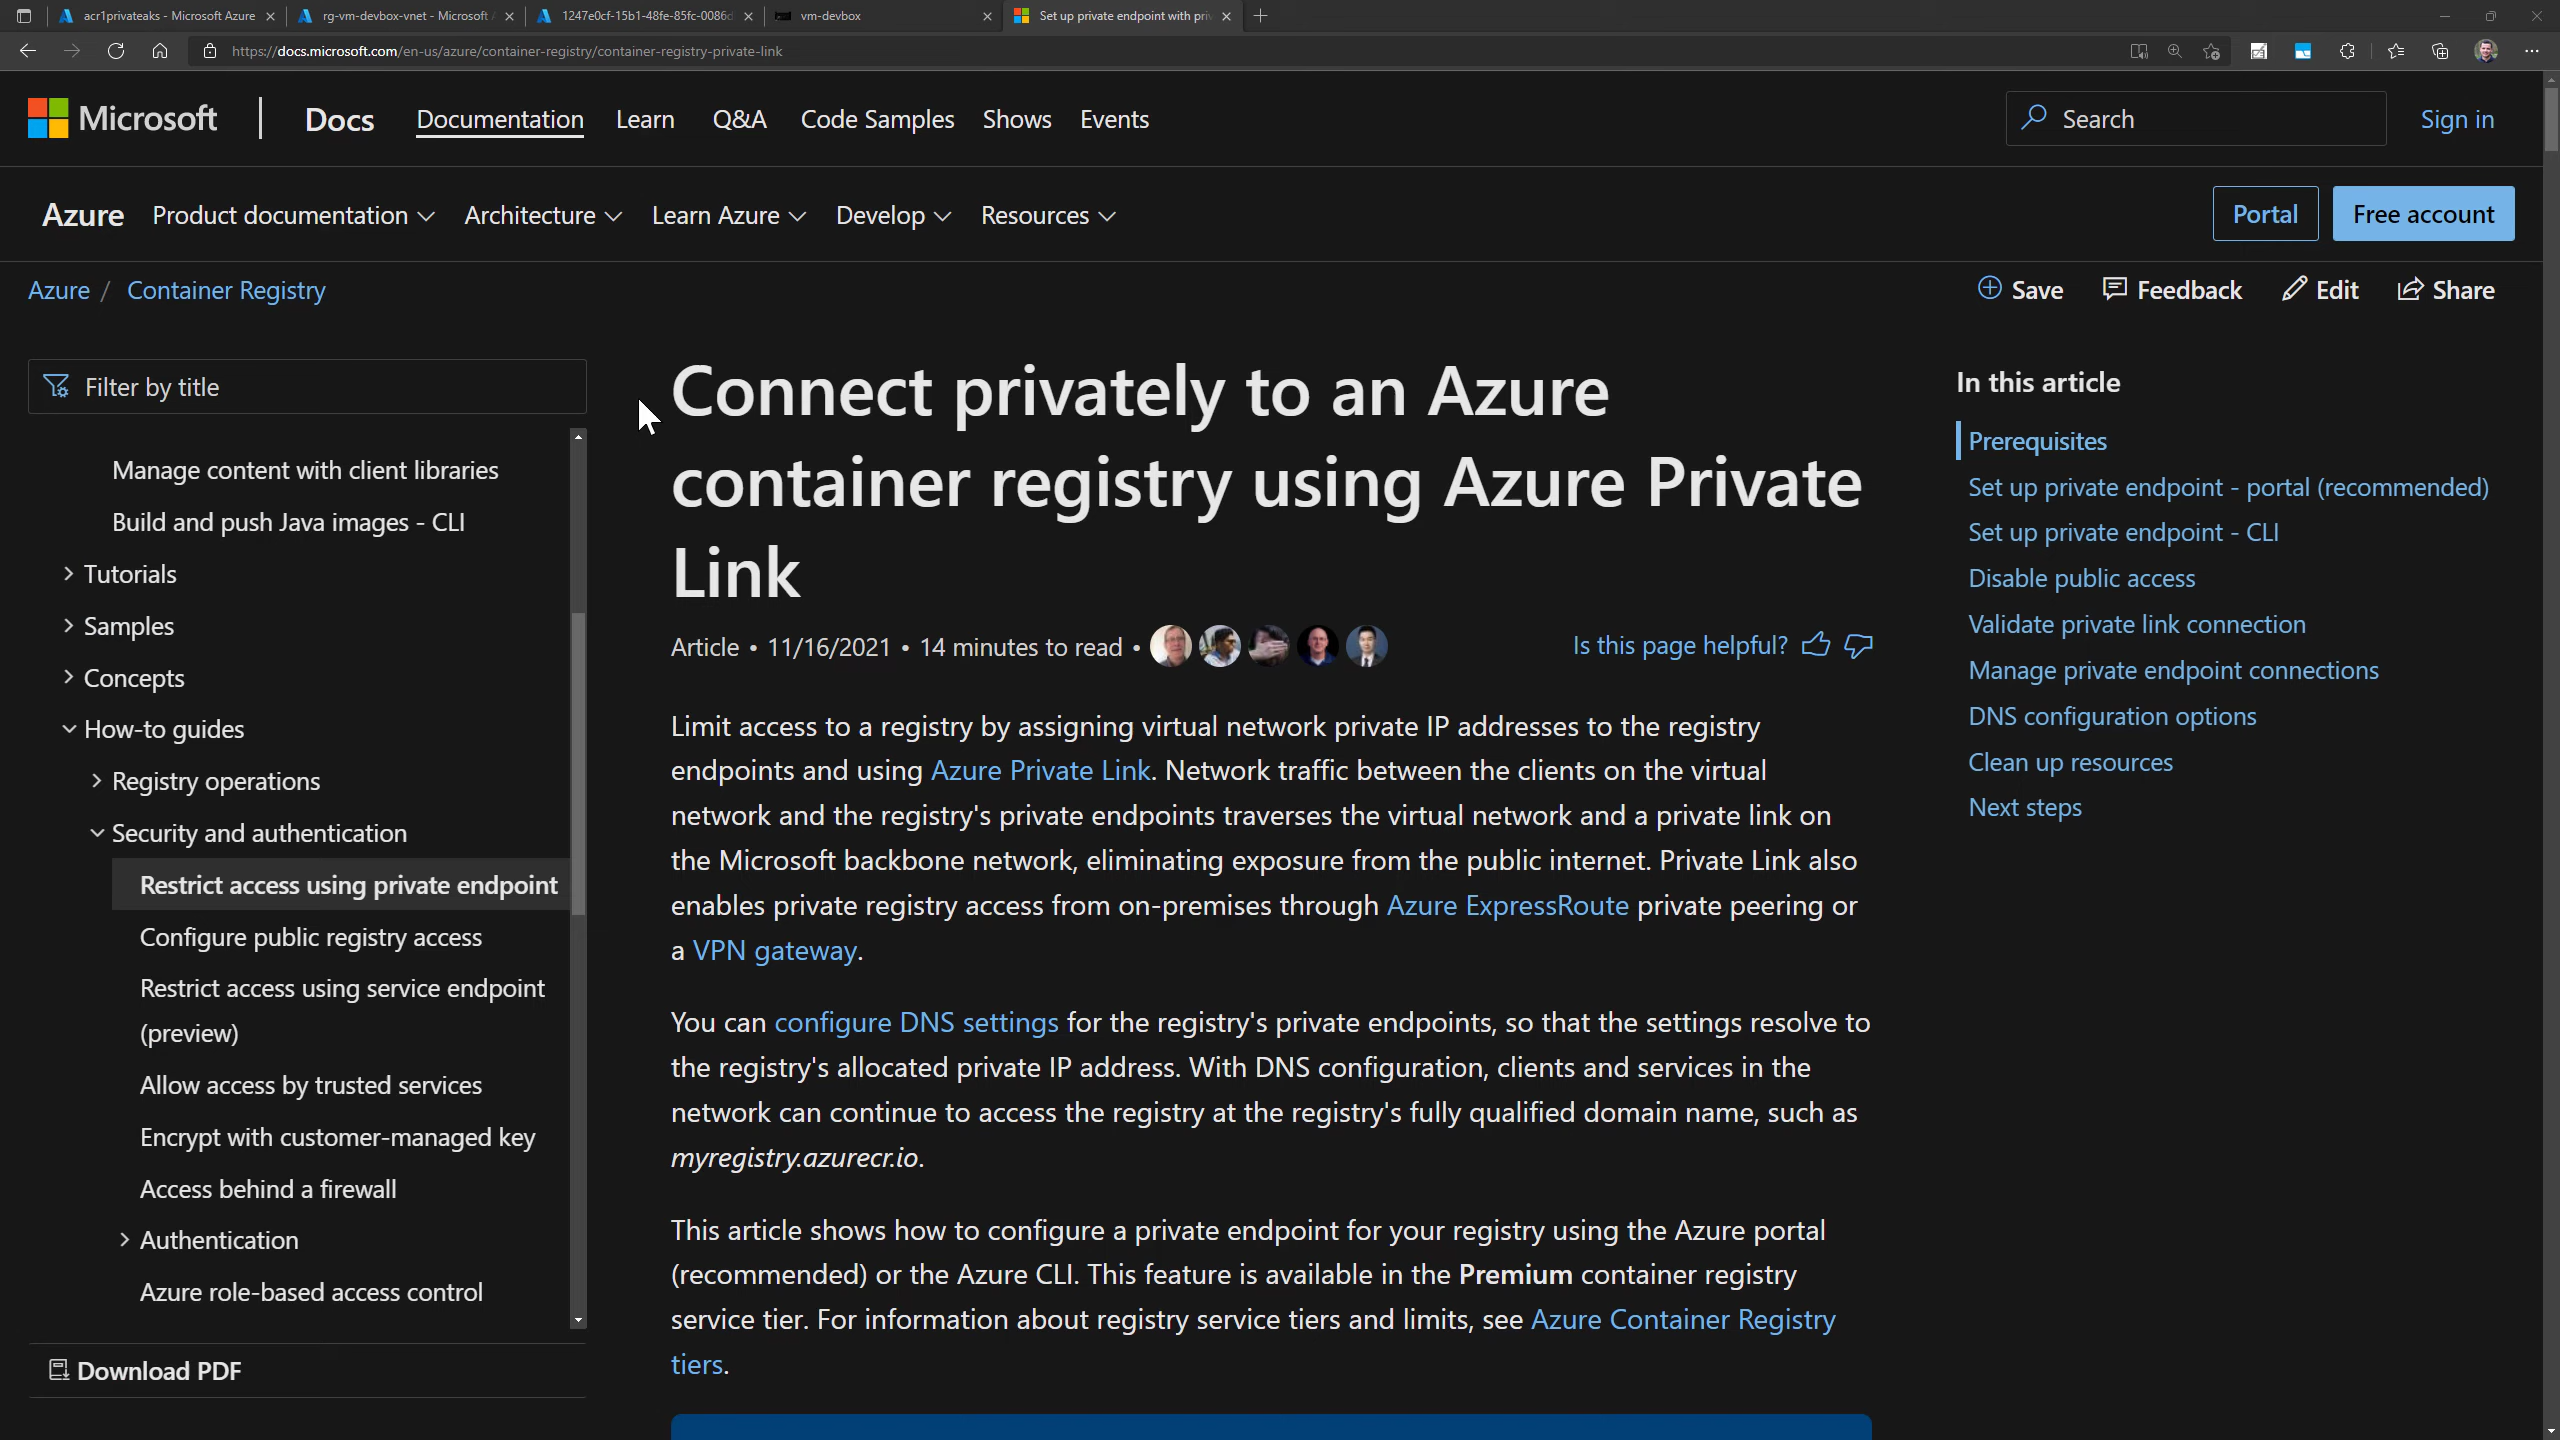 acr1privateaks - Microsoft Azure
rg-vm-devbox-vnet - Microsoft
1247e0cf-15b1-48fe-85fc-0086
vm-devbox
Set up private endpoint with pri
https://docs.microsoft.com/en-us/azure/container-registry/container-registry-private-link
Microsoft
Docs
Documentation
Learn
Q&A
Code Samples
Shows
Events
Search
Sign in
Azure
Product documentation
Architecture
Learn Azure
Develop
Resources
Portal
Free account
Azure / Container Registry
Save
Feedback
Edit
Share
Filter by title
Manage content with client libraries
Build and push Java images - CLI
Tutorials
Samples
Concepts
How-to guides
Registry operations
Security and authentication
Restrict access using private endpoint
Configure public registry access
Restrict access using service endpoint
(preview)
Allow access by trusted services
Encrypt with customer-managed key
Access behind a firewall
Authentication
Azure role-based access control
Download PDF
Connect privately to an Azure
container registry using Azure Private
Link
Article • 11/16/2021 • 14 minutes to read •
Is this page helpful?
Limit access to a registry by assigning virtual network private IP addresses to the registry
endpoints and using Azure Private Link. Network traffic between the clients on the virtual
network and the registry's private endpoints traverses the virtual network and a private link on
the Microsoft backbone network, eliminating exposure from the public internet. Private Link also
enables private registry access from on-premises through Azure ExpressRoute private peering or
a VPN gateway.
You can configure DNS settings for the registry's private endpoints, so that the settings resolve to
the registry's allocated private IP address. With DNS configuration, clients and services in the
network can continue to access the registry at the registry's fully qualified domain name, such as
myregistry.azurecr.io.
This article shows how to configure a private endpoint for your registry using the Azure portal
(recommended) or the Azure CLI. This feature is available in the Premium container registry
service tier. For information about registry service tiers and limits, see Azure Container Registry
tiers.
In this article
Prerequisites
Set up private endpoint - portal (recommended)
Set up private endpoint - CLI
Disable public access
Validate private link connection
Manage private endpoint connections
DNS configuration options
Clean up resources
Next steps